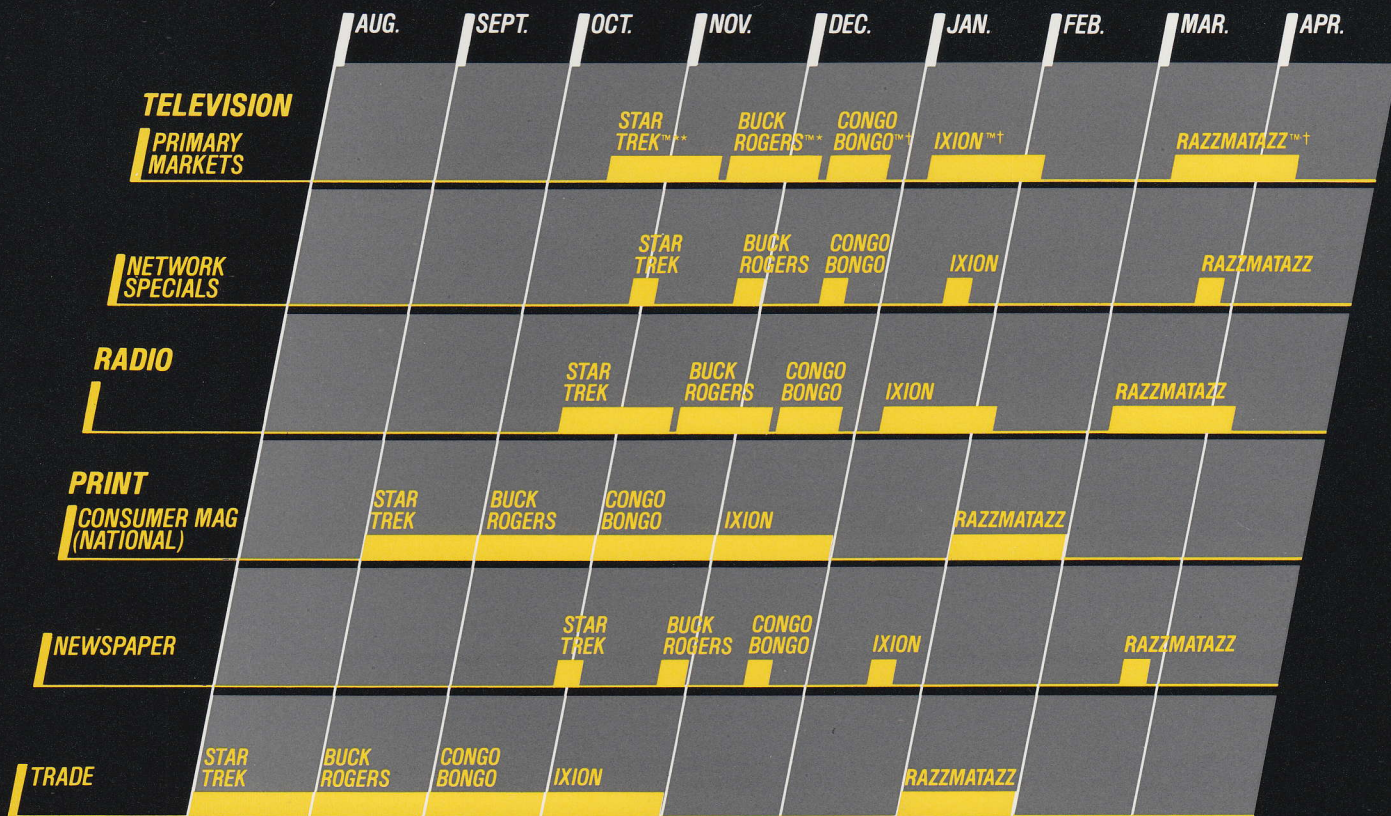 AUG. SEPT. OCT. NOV. DEC. JAN. FEB. MAR. APR.
TELEVISION
PRIMARY
MARKETS
STAR
TREK™**
BUCK
ROGERS™*
CONGO
BONGO™†
IXION™†
RAZZMATAZZ™†
NETWORK
SPECIALS
STAR
TREK
BUCK
ROGERS
CONGO
BONGO
IXION
RAZZMATAZZ
RADIO
STAR
TREK
BUCK
ROGERS
CONGO
BONGO
IXION
RAZZMATAZZ
PRINT
CONSUMER MAG
(NATIONAL)
STAR
TREK
BUCK
ROGERS
CONGO
BONGO
IXION
RAZZMATAZZ
NEWSPAPER
STAR
TREK
BUCK
ROGERS
CONGO
BONGO
IXION
RAZZMATAZZ
TRADE
STAR
TREK
BUCK
ROGERS
CONGO
BONGO
IXION
RAZZMATAZZ